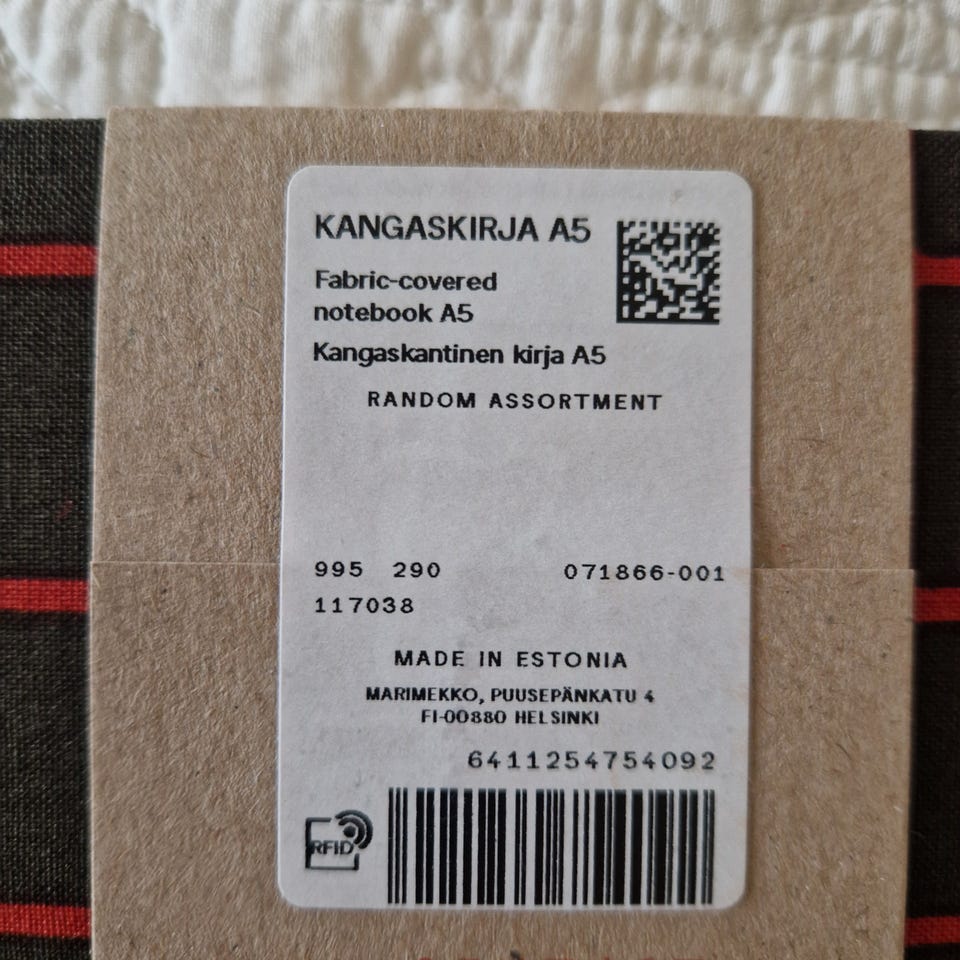 KANGASKIRJA A5
Fabric-covered
notebook A5
Kangaskantinen kirja A5
RANDOM ASSORTMENT
995 290 071866-001
117038
MADE IN ESTONIA
MARIMEKKO, PUUSEPÄNKATU 4
FI-00880 HELSINKI
6411254754092
RFID